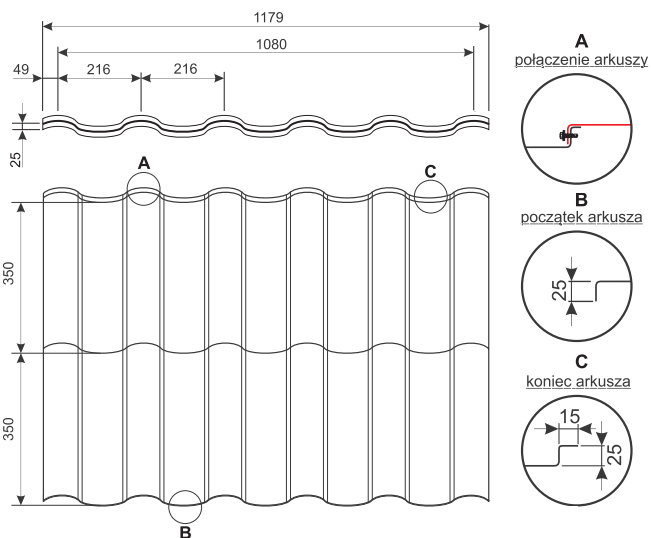 1179
1080
49
216
216
25
A
C
350
350
B
A
połączenie arkuszy
B
początek arkusza
25
C
koniec arkusza
15
25